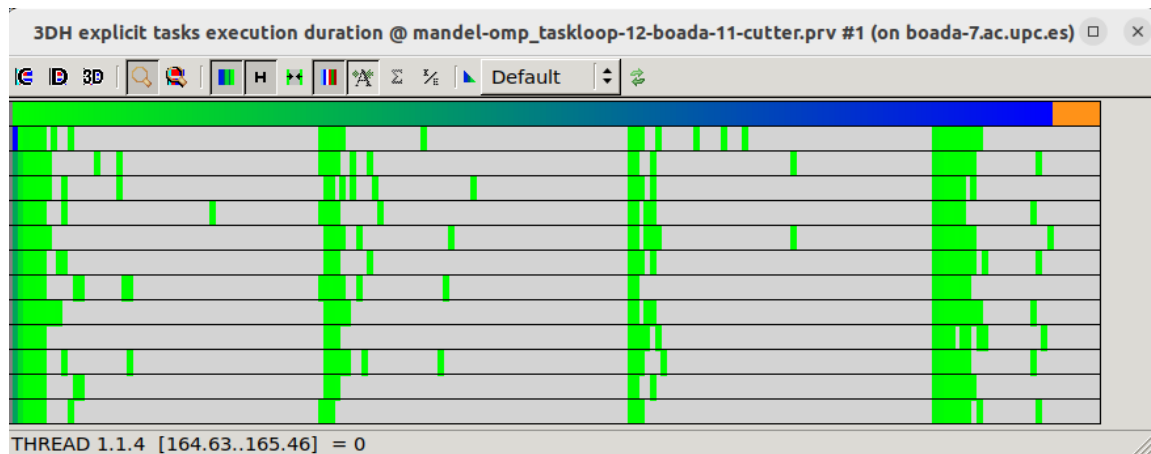 3DH explicit tasks execution duration @ mandel-omp_taskloop-12-boada-11-cutter.prv #1 (on boada-7.ac.upc.es)
3D H Σ Default
THREAD 1.1.4 [164.63..165.46] = 0